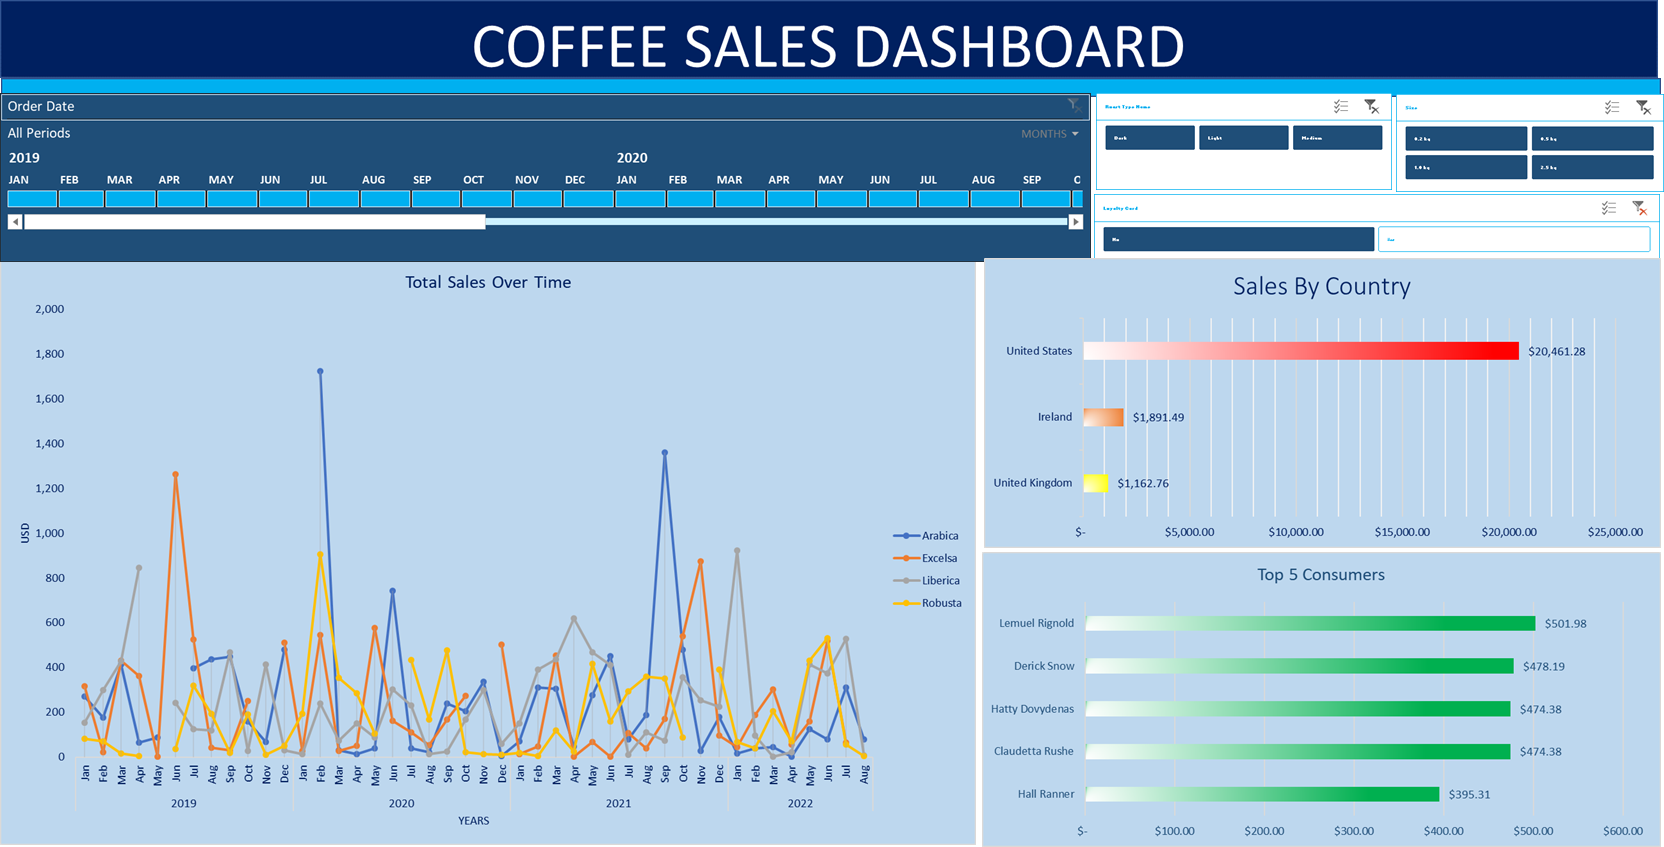 COFFEE SALES DASHBOARD
Order Date
All Periods
MONTHS
2019 2020
JAN FEB MAR APR MAY JUN JUL AUG SEP OCT NOV DEC JAN FEB MAR APR MAY JUN JUL AUG SEP O
Roast Type Name
Dark Light Medium
Size
0.2 kg 0.5 kg
1.0 kg 2.5 kg
Loyalty Card
No
Total Sales Over Time
2,000
1,800
1,600
1,400
1,200
1,000
800
600
400
200
0
USD
Jan Feb Mar Apr May Jun Jul Aug Sep Oct Nov Dec Jan Feb Mar Apr May Jun Jul Aug Sep Oct Nov Dec Jan Feb Mar Apr May Jun Jul Aug Sep Oct Nov Dec Jan Feb Mar Apr May Jun Jul Aug
2019 2020 2021 2022
YEARS
Arabica
Excelsa
Liberica
Robusta
Sales By Country
United States $20,461.28
Ireland $1,891.49
United Kingdom $1,162.76
$- $5,000.00 $10,000.00 $15,000.00 $20,000.00 $25,000.00
Top 5 Consumers
Lemuel Rignold $501.98
Derick Snow $478.19
Hatty Dovydenas $474.38
Claudetta Rushe $474.38
Hall Ranner $395.31
$- $100.00 $200.00 $300.00 $400.00 $500.00 $600.00